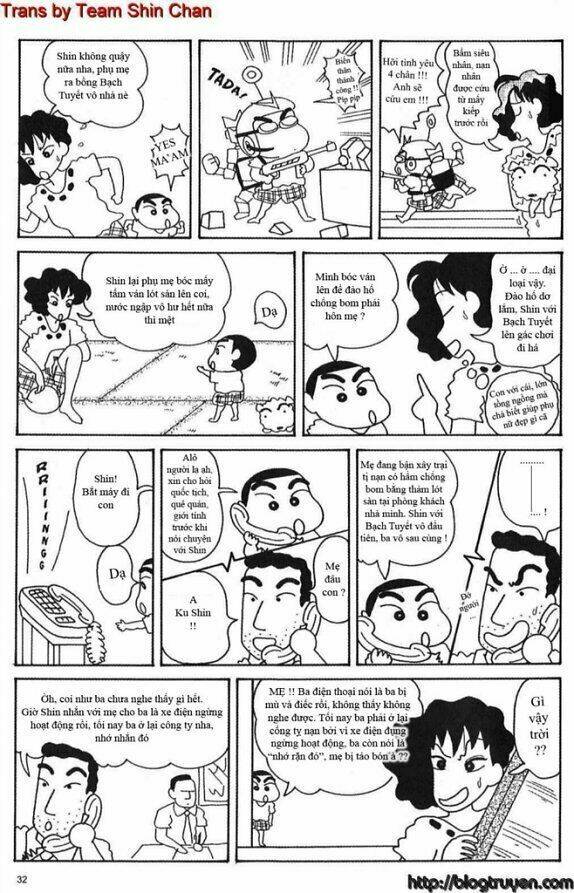 Trans by Team Shin Chan
Shin không quậy
nữa nha, phụ mẹ
ra bồng Bạch
Tuyết vô nhà nè
YES
MA'AM
TADA!
Biến
thân
thành
công !!
Píp píp
Hỡi tình yêu
4 chân !!!
Anh sẽ
cứu em !!!
Bẩm siêu
nhân, nạn nhân
được cứu
từ mấy
kiếp
trước rồi
Shin lại phụ mẹ bóc mấy
tấm ván lót sàn lên coi,
nước ngập vô hư hết nữa
thì mệt
Dạ
Mình bóc ván
lên để đào hố
chống bom phải
hôn mẹ ?
Ờ ... ờ .... đại
loại vậy.
Đào hố dơ
lắm, Shin với
Bạch Tuyết
lên gác chơi
đi há
Con với cái, lớn
tồng ngồng mà
chả biết giúp phụ
nữ đẹp gì cả
RRIIINNGG
Shin!
Bắt máy đi
con
Dạ
Alô
người lạ ah,
xin cho hỏi
quốc tịch,
quê quán,
giới tính
trước khi
nói chuyện
với Shin
A
Ku Shin
!!
Mẹ
đâu
con ?
Mẹ đang bận xây trại
tị nạn có hầm chống
bom bằng thảm lót
sàn tại phòng khách
nhà mình. Shin với
Bạch Tuyết vô đầu
tiên, ba vô sau cùng !
.........
.... !
Đờ
người ...
Ờh, coi như ba chưa nghe thấy gì hết.
Giờ Shin nhắn với mẹ cho ba là xe điện ngừng
hoạt động rồi, tối nay ba ở lại công ty nha,
nhớ nhắn đó
MẸ !! Ba điện thoại nói là ba bị
mù và điếc rồi, không thấy không
nghe được. Tối nay ba phải ở lại
công ty nạn bởi vi xe điện đụng
ngừng hoạt động, ba còn nói là
"nhớ rặn đó", mẹ bị táo bón à ??
Gì
vậy
trời
??
32
http://blogtruyen.com